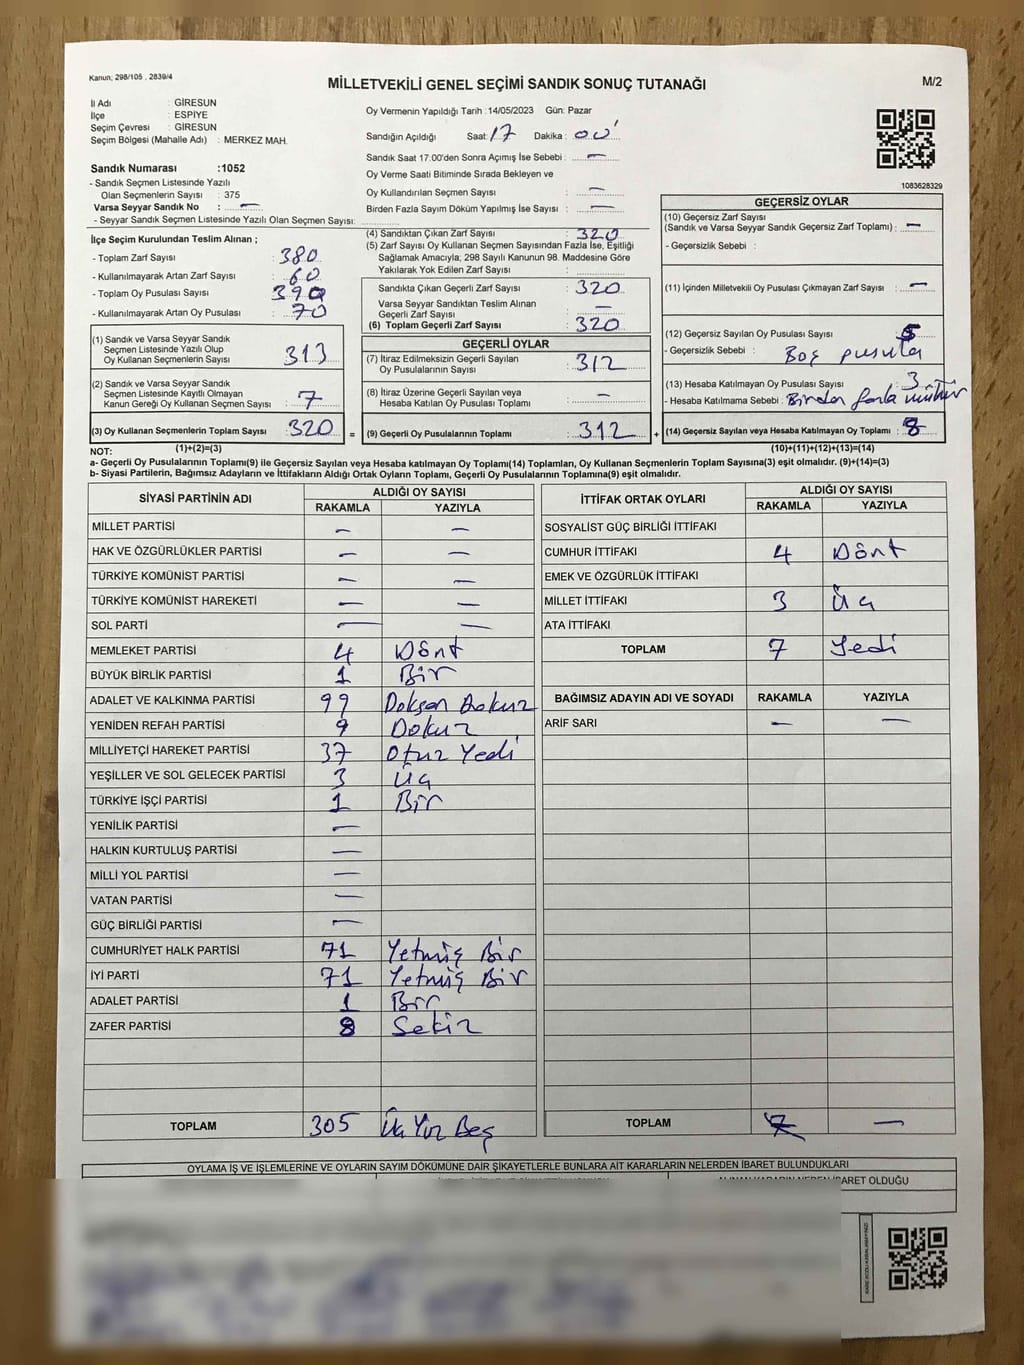 Kanun; 298/105 , 2839/4
MİLLETVEKİLİ GENEL SEÇİMİ SANDIK SONUÇ TUTANAĞI
M/2
İl Adı : GİRESUN
İlçe : ESPİYE
Seçim Çevresi : GİRESUN
Seçim Bölgesi (Mahalle Adı) : MERKEZ MAH.
Sandık Numarası :1052
- Sandık Seçmen Listesinde Yazılı
Olan Seçmenlerin Sayısı : 375
Varsa Seyyar Sandık No : —
- Seyyar Sandık Seçmen Listesinde Yazılı Olan Seçmen Sayısı:
Oy Vermenin Yapıldığı Tarih :14/05/2023 Gün: Pazar
Sandığın Açıldığı Saat: 17 Dakika : 00'
Sandık Saat 17:00'den Sonra Açımış İse Sebebi : —
Oy Verme Saati Bitiminde Sırada Bekleyen ve
Oy Kullandırılan Seçmen Sayısı : —
Birden Fazla Sayım Döküm Yapılmış İse Sayısı : —
1083628329
İlçe Seçim Kurulundan Teslim Alınan ;
- Toplam Zarf Sayısı : 380
- Kullanılmayarak Artan Zarf Sayısı : 60
- Toplam Oy Pusulası Sayısı : 390
- Kullanılmayarak Artan Oy Pusulası : 70
(1) Sandık ve Varsa Seyyar Sandık
Seçmen Listesinde Yazılı Olup
Oy Kullanan Seçmenlerin Sayısı : 313
(2) Sandık ve Varsa Seyyar Sandık
Seçmen Listesinde Kayıtlı Olmayan
Kanun Gereği Oy Kullanan Seçmen Sayısı : 7
(3) Oy Kullanan Seçmenlerin Toplam Sayısı : 320 =
(4) Sandıktan Çıkan Zarf Sayısı : 320
(5) Zarf Sayısı Oy Kullanan Seçmen Sayısından Fazla İse, Eşitliği
Sağlamak Amacıyla; 298 Sayılı Kanunun 98. Maddesine Göre
Yakılarak Yok Edilen Zarf Sayısı :
Sandıkta Çıkan Geçerli Zarf Sayısı : 320
Varsa Seyyar Sandıktan Teslim Alınan
Geçerli Zarf Sayısı : —
(6) Toplam Geçerli Zarf Sayısı : 320
GEÇERLİ OYLAR
(7) İtiraz Edilmeksizin Geçerli Sayılan
Oy Pusulalarının Sayısı : 312
(8) İtiraz Üzerine Geçerli Sayılan veya
Hesaba Katılan Oy Pusulası Toplamı : —
(9) Geçerli Oy Pusulalarının Toplamı : 312 +
GEÇERSİZ OYLAR
(10) Geçersiz Zarf Sayısı
(Sandık ve Varsa Seyyar Sandık Geçersiz Zarf Toplamı) : —
- Geçersizlik Sebebi :
(11) İçinden Milletvekili Oy Pusulası Çıkmayan Zarf Sayısı : —
(12) Geçersiz Sayılan Oy Pusulası Sayısı : 5
- Geçersizlik Sebebi : Boş pusula
(13) Hesaba Katılmayan Oy Pusulası Sayısı : 3
- Hesaba Katılmama Sebebi : Birden fazla mühür
(14) Geçersiz Sayılan veya Hesaba Katılmayan Oy Toplamı : 8
NOT: (1)+(2)=(3) (10)+(11)+(12)+(13)=(14)
a- Geçerli Oy Pusulalarının Toplamı(9) ile Geçersiz Sayılan veya Hesaba katılmayan Oy Toplamı(14) Toplamları, Oy Kullanan Seçmenlerin Toplam Sayısına(3) eşit olmalıdır. (9)+(14)=(3)
b- Siyasi Partilerin, Bağımsız Adayların ve İttifakların Aldığı Oy Sayıları Toplamı, Geçerli Oy Pusulalarının Toplamına(9) eşit olmalıdır.
SİYASİ PARTİNİN ADI ALDIĞI OY SAYISI
RAKAMLA YAZIYLA
MİLLET PARTİSİ — —
HAK VE ÖZGÜRLÜKLER PARTİSİ — —
TÜRKİYE KOMÜNİST PARTİSİ — —
TÜRKİYE KOMÜNİST HAREKETİ — —
SOL PARTİ — —
MEMLEKET PARTİSİ 4 Dört
BÜYÜK BİRLİK PARTİSİ 1 Bir
ADALET VE KALKINMA PARTİSİ 99 Doksan Dokuz
YENİDEN REFAH PARTİSİ 9 Dokuz
MİLLİYETÇİ HAREKET PARTİSİ 37 Otuz Yedi
YEŞİLLER VE SOL GELECEK PARTİSİ 3 Üç
TÜRKİYE İŞÇİ PARTİSİ 1 Bir
YENİLİK PARTİSİ —
HALKIN KURTULUŞ PARTİSİ —
MİLLİ YOL PARTİSİ —
VATAN PARTİSİ —
GÜÇ BİRLİĞİ PARTİSİ —
CUMHURİYET HALK PARTİSİ 71 Yetmiş Bir
İYİ PARTİ 71 Yetmiş Bir
ADALET PARTİSİ 1 Bir
ZAFER PARTİSİ 8 Sekiz
TOPLAM 305 Üç Yüz Beş
İTTİFAK ORTAK OYLARI ALDIĞI OY SAYISI
RAKAMLA YAZIYLA
SOSYALİST GÜÇ BİRLİĞİ İTTİFAKI
CUMHUR İTTİFAKI 4 Dört
EMEK VE ÖZGÜRLÜK İTTİFAKI
MİLLET İTTİFAKI 3 Üç
ATA İTTİFAKI
TOPLAM 7 Yedi
BAĞIMSIZ ADAYIN ADI VE SOYADI RAKAMLA YAZIYLA
ARİF SARI — —
TOPLAM 7 —
OYLAMA İŞ VE İŞLEMLERİNE VE OYLARIN SAYIM DÖKÜMÜNE DAİR ŞİKAYETLERLE BUNLARA AİT KARARLARIN NELERDEN İBARET BULUNDUKLARI
ALINAN KARARIN NEDEN İBARET OLDUĞU